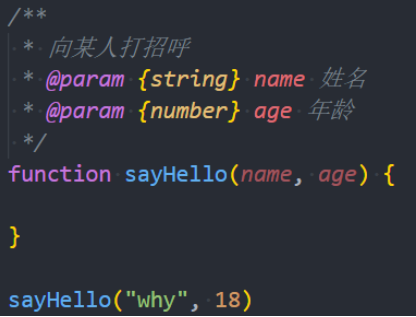 /**
 * 向某人打招呼
 * @param {string} name 姓名
 * @param {number} age 年龄
 */
function sayHello(name, age) {
}
sayHello("why", 18)